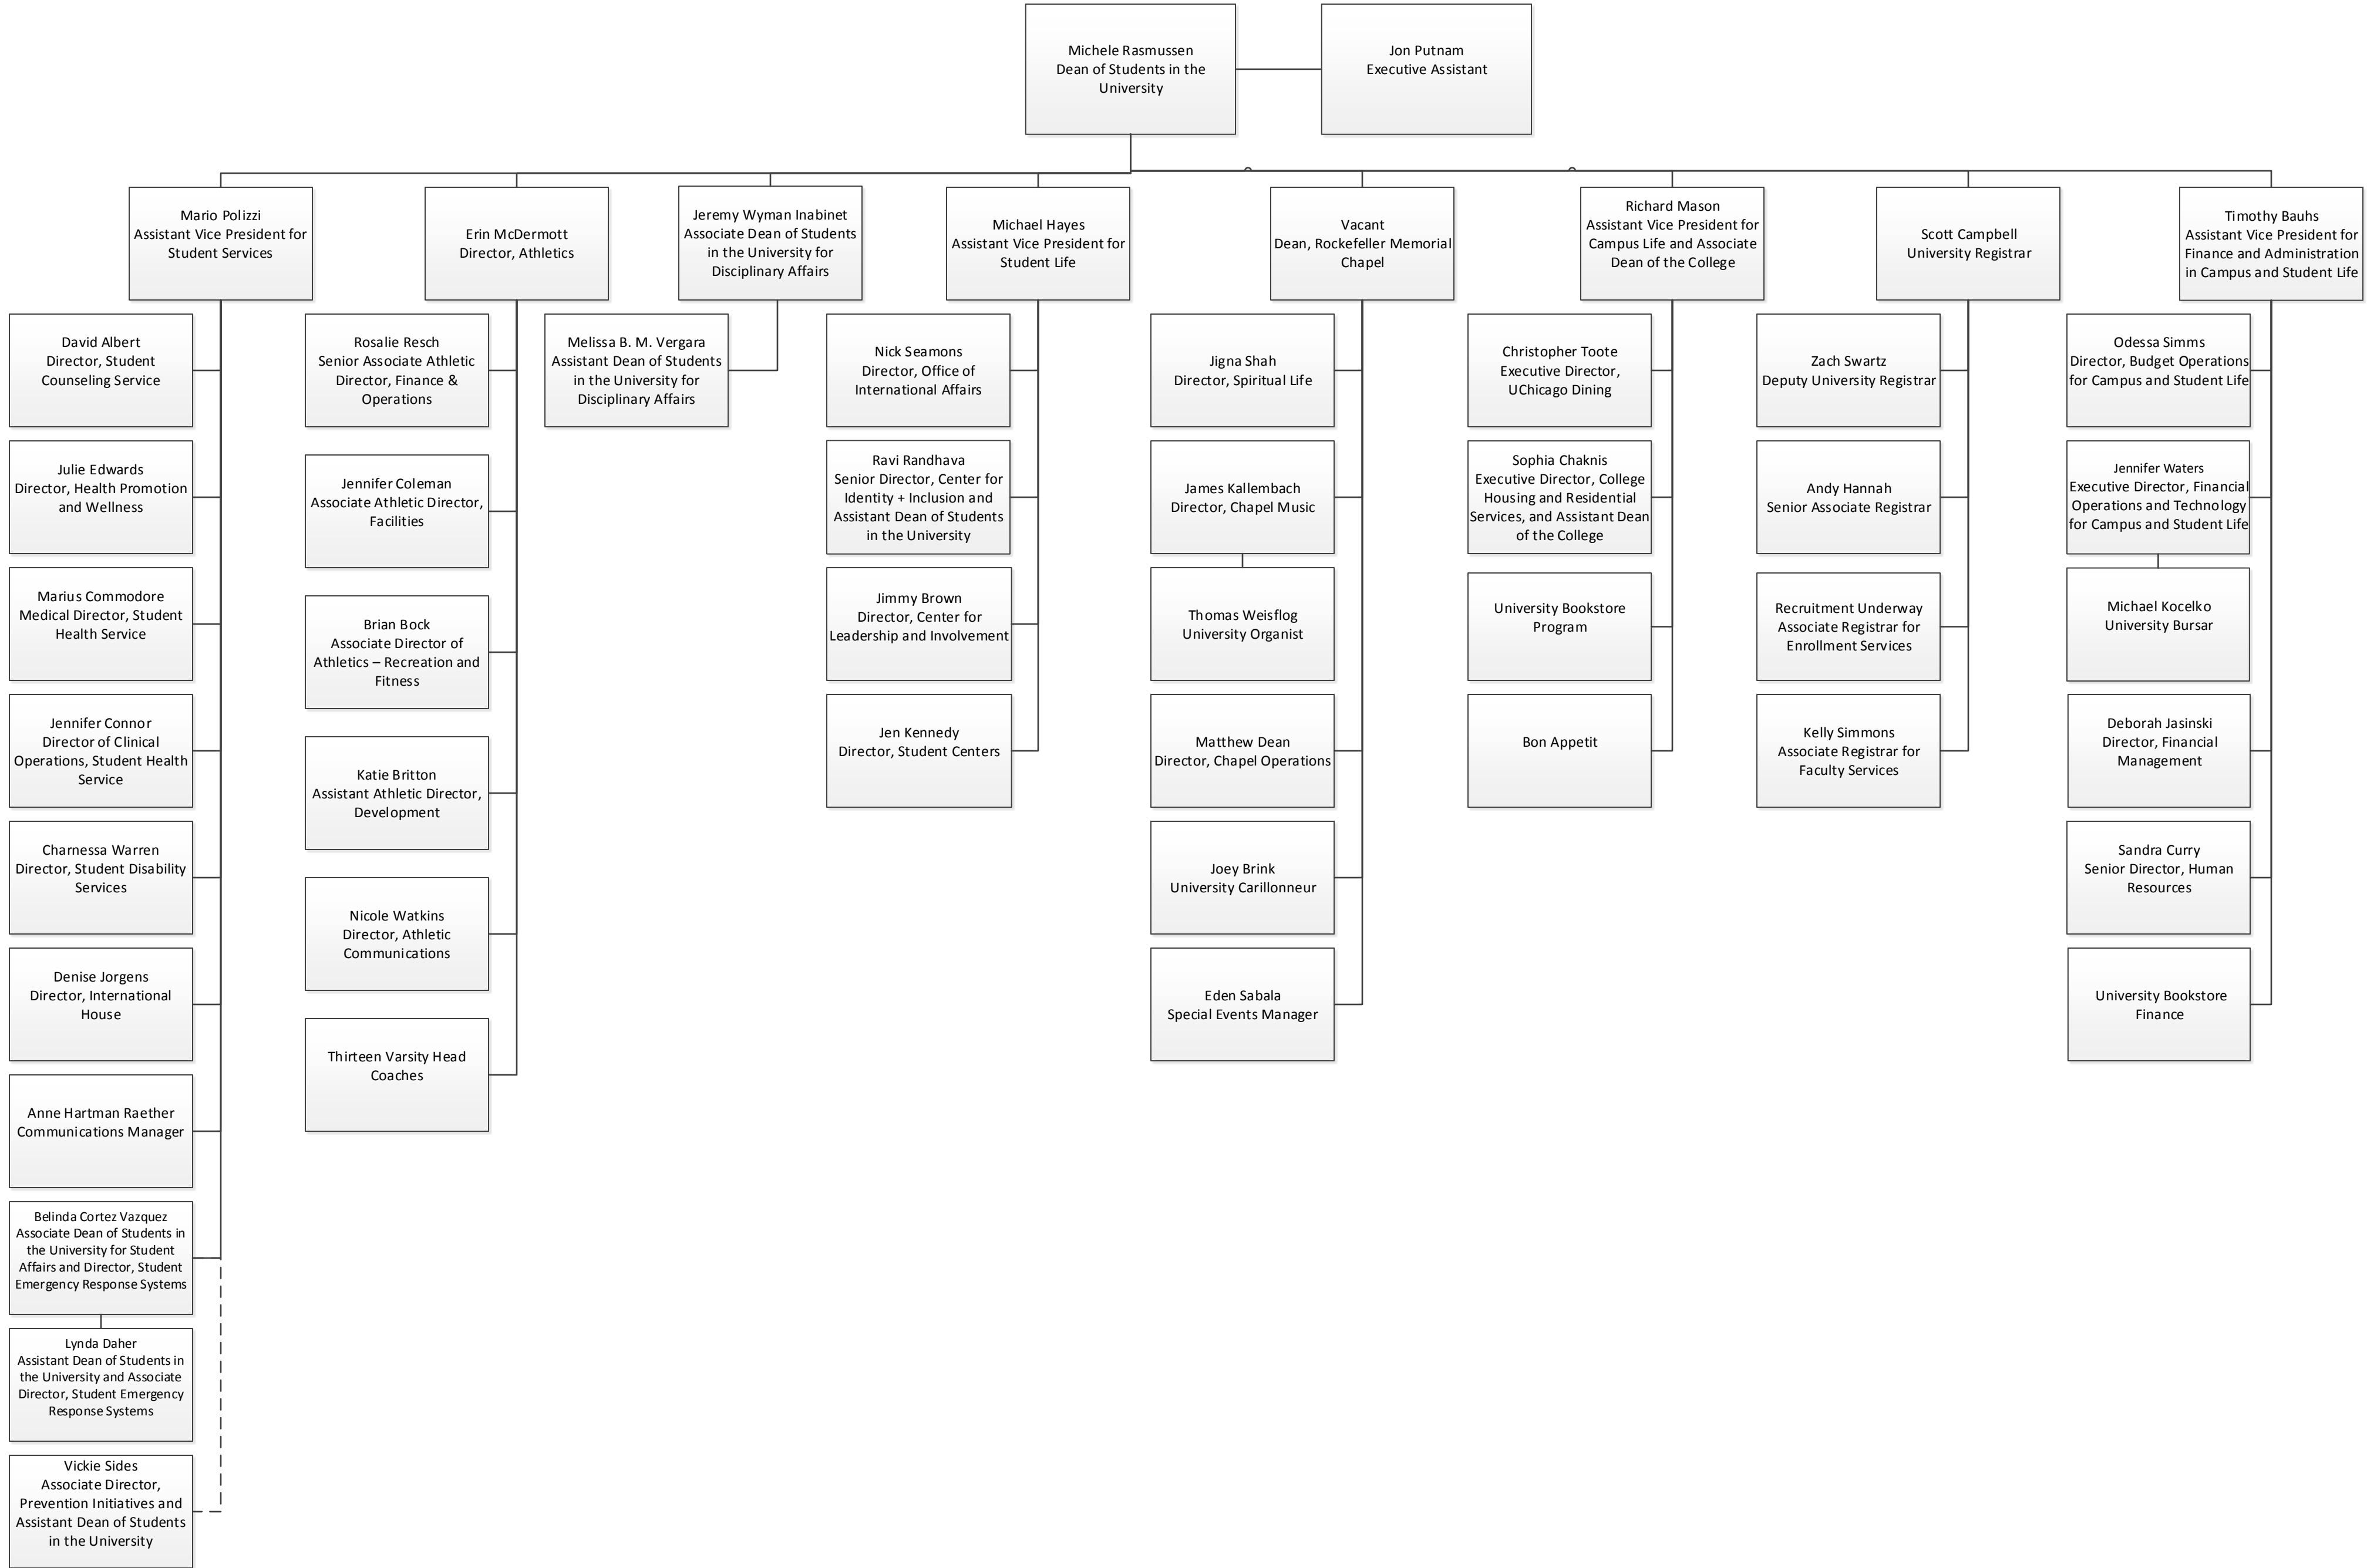 Michele Rasmussen
Dean of Students in the
University
Jon Putnam
Executive Assistant
Mario Polizzi
Assistant Vice President for
Student Services
Erin McDermott
Director, Athletics
Jeremy Wyman Inabinet
Associate Dean of Students
in the University for
Disciplinary Affairs
Michael Hayes
Assistant Vice President for
Student Life
Vacant
Dean, Rockefeller Memorial
Chapel
Richard Mason
Assistant Vice President for
Campus Life and Associate
Dean of the College
Scott Campbell
University Registrar
Timothy Bauhs
Assistant Vice President for
Finance and Administration
in Campus and Student Life
David Albert
Director, Student
Counseling Service
Julie Edwards
Director, Health Promotion
and Wellness
Marius Commodore
Medical Director, Student
Health Service
Jennifer Connor
Director of Clinical
Operations, Student Health
Service
Charnessa Warren
Director, Student Disability
Services
Denise Jorgens
Director, International
House
Anne Hartman Raether
Communications Manager
Belinda Cortez Vazquez
Associate Dean of Students in
the University for Student
Affairs and Director, Student
Emergency Response Systems
Lynda Daher
Assistant Dean of Students in
the University and Associate
Director, Student Emergency
Response Systems
Vickie Sides
Associate Director,
Prevention Initiatives and
Assistant Dean of Students
in the University
Rosalie Resch
Senior Associate Athletic
Director, Finance &
Operations
Jennifer Coleman
Associate Athletic Director,
Facilities
Brian Bock
Associate Director of
Athletics – Recreation and
Fitness
Katie Britton
Assistant Athletic Director,
Development
Nicole Watkins
Director, Athletic
Communications
Thirteen Varsity Head
Coaches
Melissa B. M. Vergara
Assistant Dean of Students
in the University for
Disciplinary Affairs
Nick Seamons
Director, Office of
International Affairs
Ravi Randhava
Senior Director, Center for
Identity + Inclusion and
Assistant Dean of Students
in the University
Jimmy Brown
Director, Center for
Leadership and Involvement
Jen Kennedy
Director, Student Centers
Jigna Shah
Director, Spiritual Life
James Kallembach
Director, Chapel Music
Thomas Weisflog
University Organist
Matthew Dean
Director, Chapel Operations
Joey Brink
University Carillonneur
Eden Sabala
Special Events Manager
Christopher Toote
Executive Director,
UChicago Dining
Sophia Chaknis
Executive Director, College
Housing and Residential
Services, and Assistant Dean
of the College
University Bookstore
Program
Bon Appetit
Zach Swartz
Deputy University Registrar
Andy Hannah
Senior Associate Registrar
Recruitment Underway
Associate Registrar for
Enrollment Services
Kelly Simmons
Associate Registrar for
Faculty Services
Odessa Simms
Director, Budget Operations
for Campus and Student Life
Jennifer Waters
Executive Director, Financial
Operations and Technology
for Campus and Student Life
Michael Kocelko
University Bursar
Deborah Jasinski
Director, Financial
Management
Sandra Curry
Senior Director, Human
Resources
University Bookstore
Finance